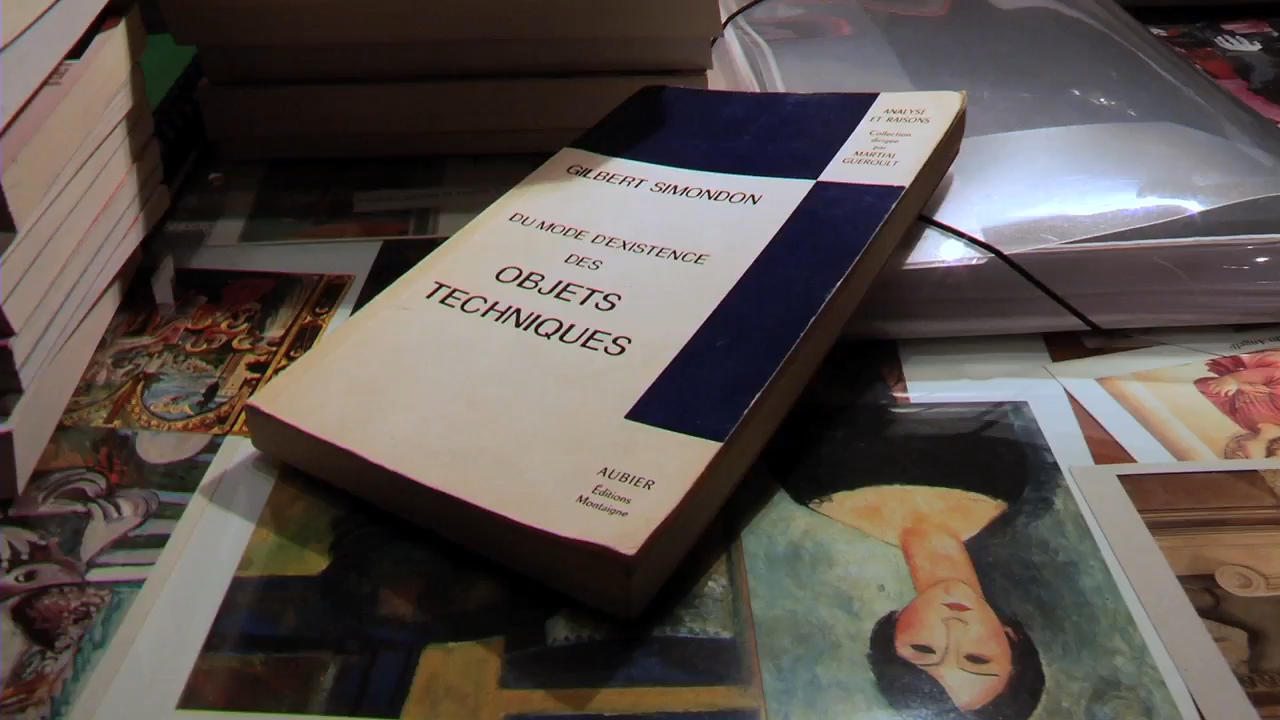 ANALYSE
ET RAISONS
Collection
dirigée
par
MARTIAL
GUEROULT
GILBERT SIMONDON
DU MODE D'EXISTENCE
DES
OBJETS
TECHNIQUES
AUBIER
Éditions
Montaigne